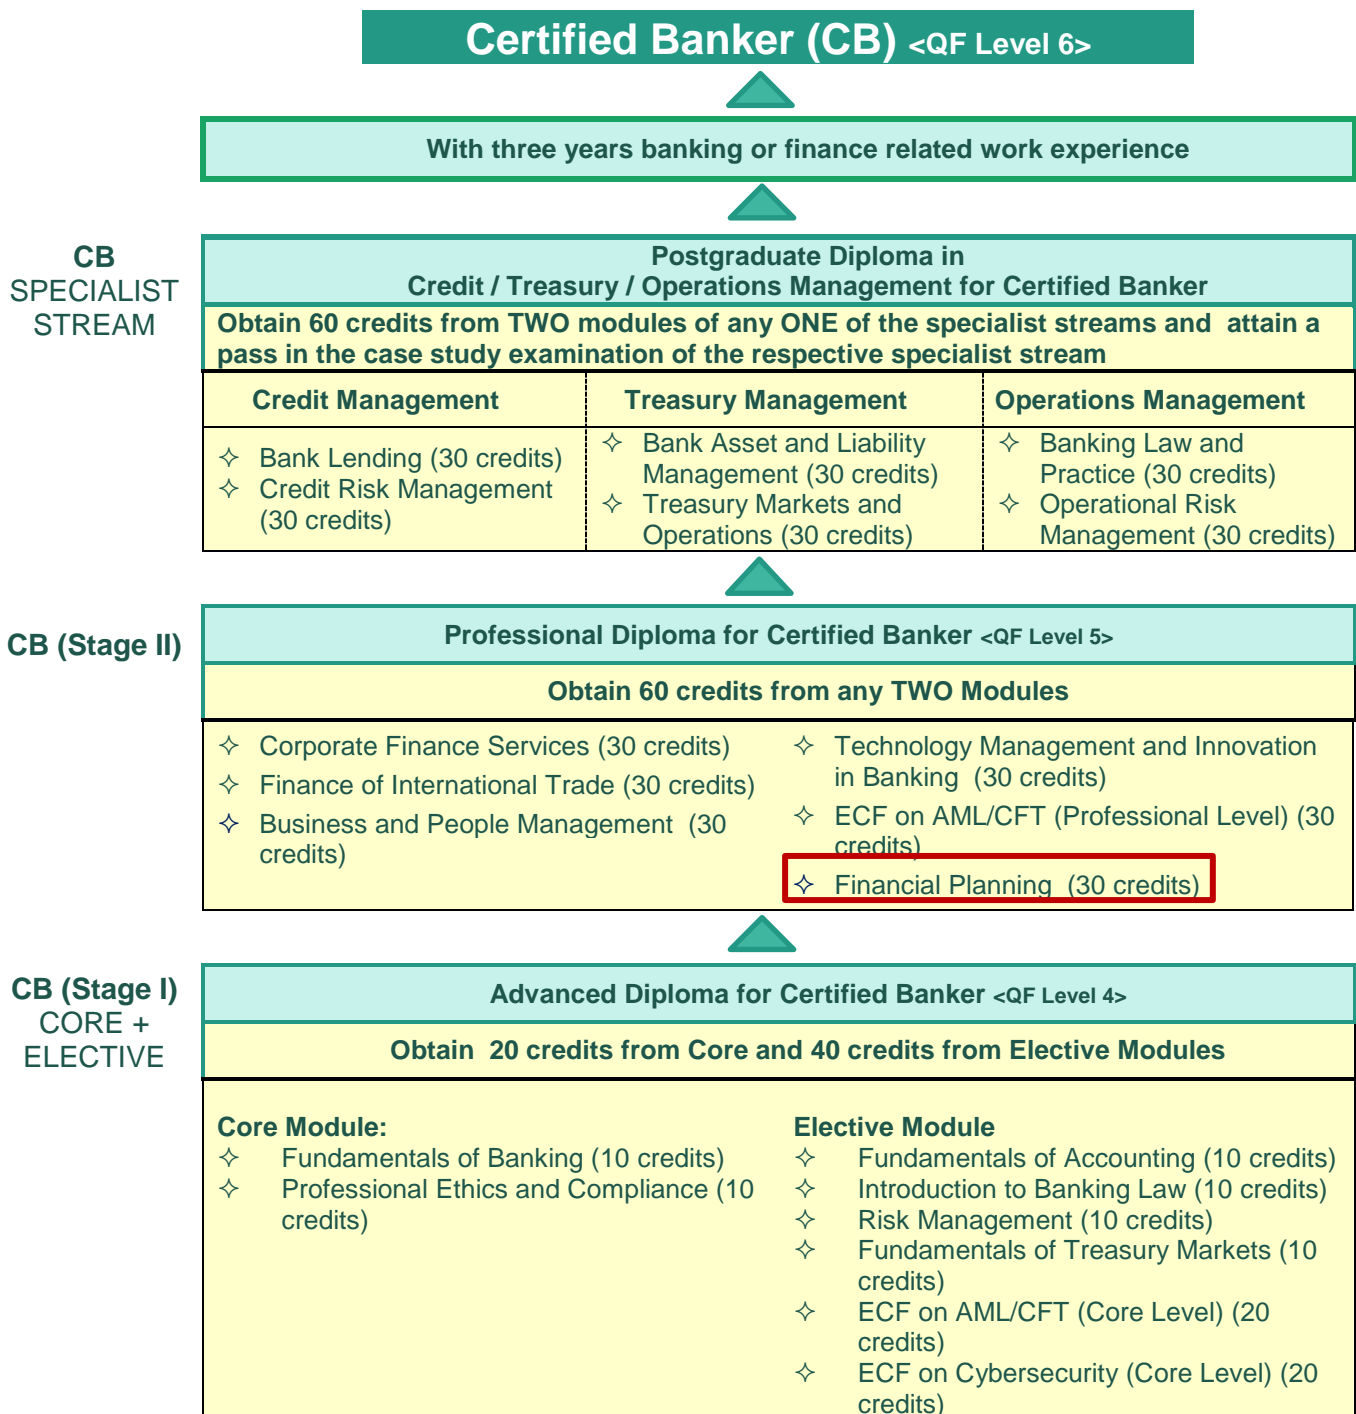 Certified Banker (CB) <QF Level 6>
With three years banking or finance related work experience
CB
SPECIALIST
STREAM
Postgraduate Diploma in
Credit / Treasury / Operations Management for Certified Banker
Obtain 60 credits from TWO modules of any ONE of the specialist streams and attain a
pass in the case study examination of the respective specialist stream
Credit Management
✧ Bank Lending (30 credits)
✧ Credit Risk Management
(30 credits)
Treasury Management
✧ Bank Asset and Liability
Management (30 credits)
✧ Treasury Markets and
Operations (30 credits)
Operations Management
✧ Banking Law and
Practice (30 credits)
✧ Operational Risk
Management (30 credits)
CB (Stage II)
Professional Diploma for Certified Banker <QF Level 5>
Obtain 60 credits from any TWO Modules
✧ Corporate Finance Services (30 credits)
✧ Finance of International Trade (30 credits)
✧ Business and People Management (30
credits)
✧ Technology Management and Innovation
in Banking (30 credits)
✧ ECF on AML/CFT (Professional Level) (30
credits)
✧ Financial Planning (30 credits)
CB (Stage I)
CORE +
ELECTIVE
Advanced Diploma for Certified Banker <QF Level 4>
Obtain 20 credits from Core and 40 credits from Elective Modules
Core Module:
✧ Fundamentals of Banking (10 credits)
✧ Professional Ethics and Compliance (10
credits)
Elective Module
✧ Fundamentals of Accounting (10 credits)
✧ Introduction to Banking Law (10 credits)
✧ Risk Management (10 credits)
✧ Fundamentals of Treasury Markets (10
credits)
✧ ECF on AML/CFT (Core Level) (20
credits)
✧ ECF on Cybersecurity (Core Level) (20
credits)